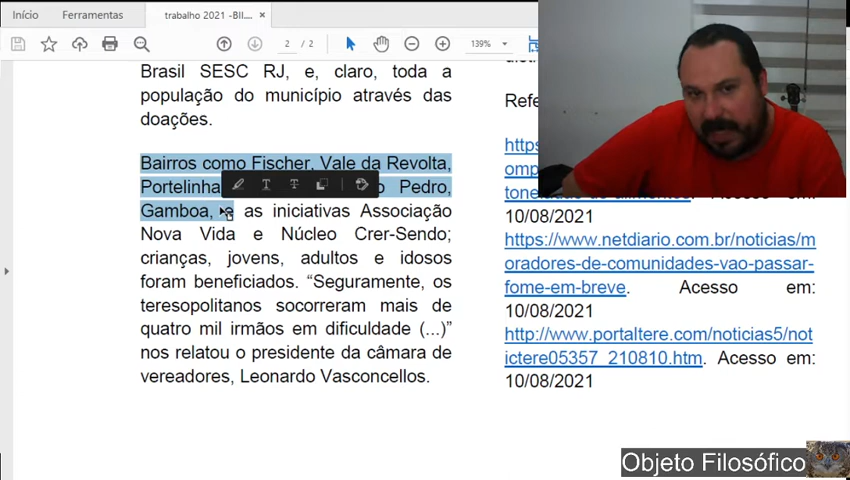 Início
Ferramentas
trabalho 2021 -BII...
×
2 / 2
139%
Brasil SESC RJ, e, claro, toda a
população do município através das
doações.
Bairros como Fischer, Vale da Revolta,
Portelinha Pedro,
Gamboa, e as iniciativas Associação
Nova Vida e Núcleo Crer-Sendo;
crianças, jovens, adultos e idosos
foram beneficiados. “Seguramente, os
teresopolitanos socorreram mais de
quatro mil irmãos em dificuldade (...)”
nos relatou o presidente da câmara de
vereadores, Leonardo Vasconcellos.
Refe
https
omp
10/08/2021
https://www.netdiario.com.br/noticias/m
oradores-de-comunidades-vao-passar-
fome-em-breve. Acesso em:
10/08/2021
http://www.portaltere.com/noticias5/not
ictere05357_210810.htm. Acesso em:
10/08/2021
Objeto Filosófico